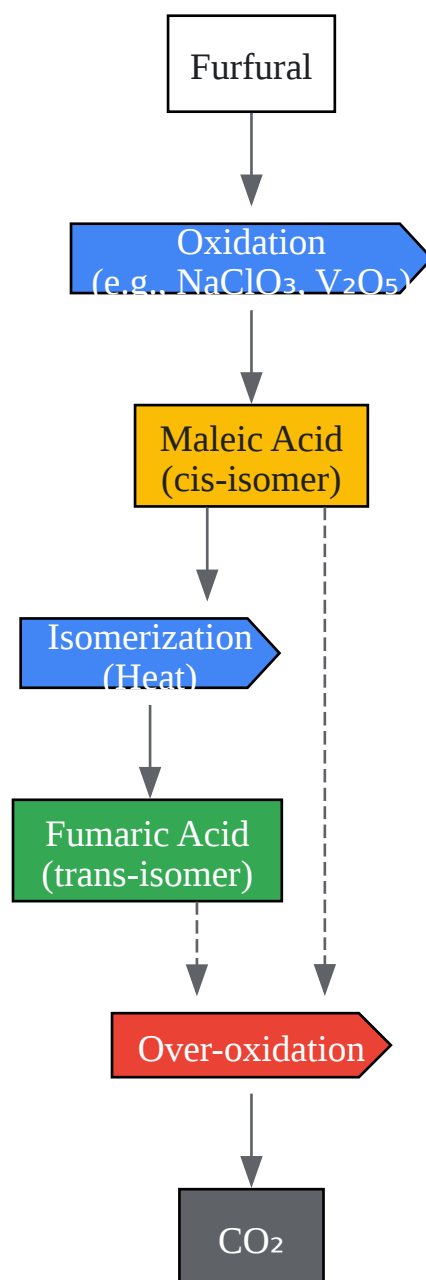 Furfural
Oxidation
(e.g., NaClO₃, V₂O₅)
Maleic Acid
(cis-isomer)
Isomerization
(Heat)
Fumaric Acid
(trans-isomer)
Over-oxidation
CO₂